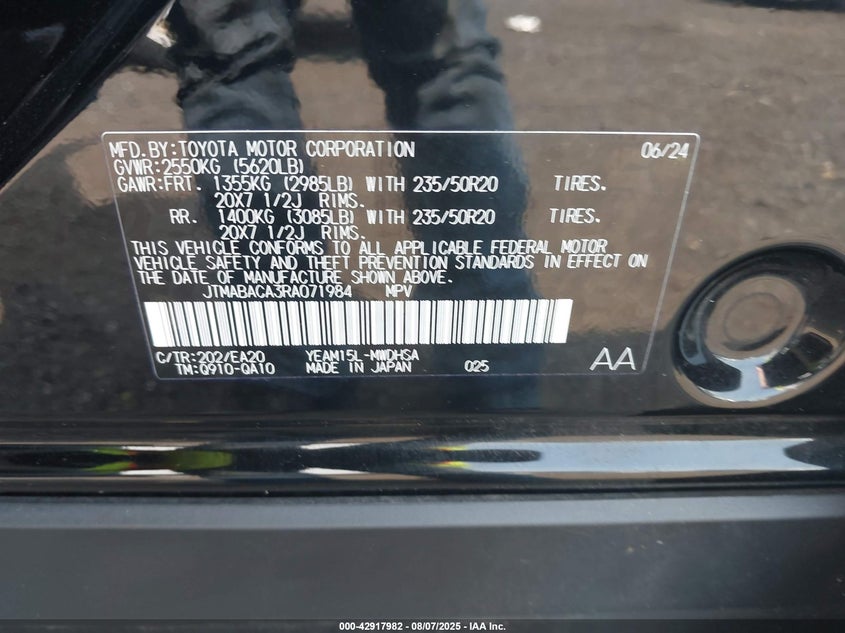 MFD.BY:TOYOTA MOTOR CORPORATION 06/24
GVWR:2550KG (5620LB)
GAWR:FRT. 1355KG (2985LB) WITH 235/50R20 TIRES.
20X7 1/2J RIMS.
RR. 1400KG (3085LB) WITH 235/50R20 TIRES.
20X7 1/2J RIMS.
THIS VEHICLE CONFORMS TO ALL APPLICABLE FEDERAL MOTOR
VEHICLE SAFETY AND THEFT PREVENTION STANDARDS IN EFFECT ON
THE DATE OF MANUFACTURE SHOWN ABOVE.
JTMABACA3RA071984 MPV
C/TR:202/EA20 YEAM15L-MWDHSA
TM:Q910-QA10 MADE IN JAPAN 025 AA
000-42917982 - 08/07/2025 - IAA Inc.